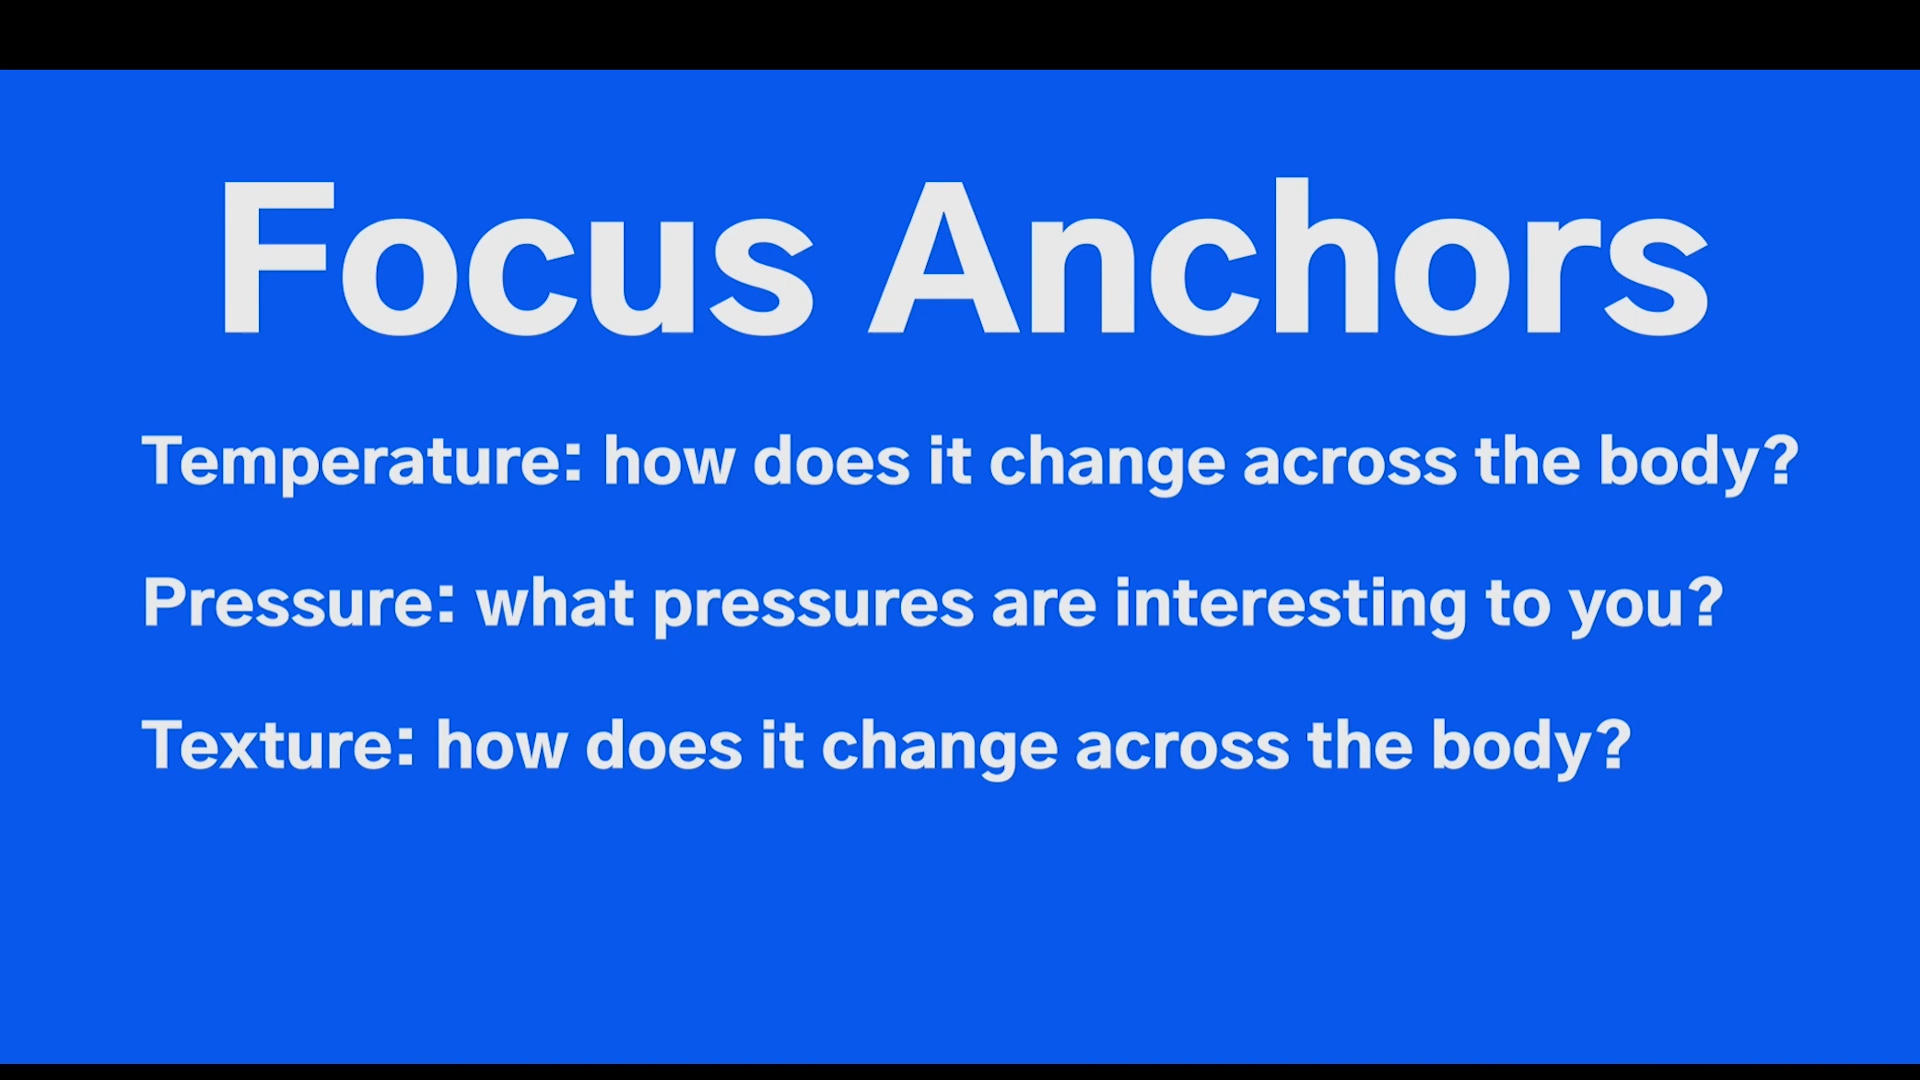 Focus Anchors
Temperature: how does it change across the body?
Pressure: what pressures are interesting to you?
Texture: how does it change across the body?